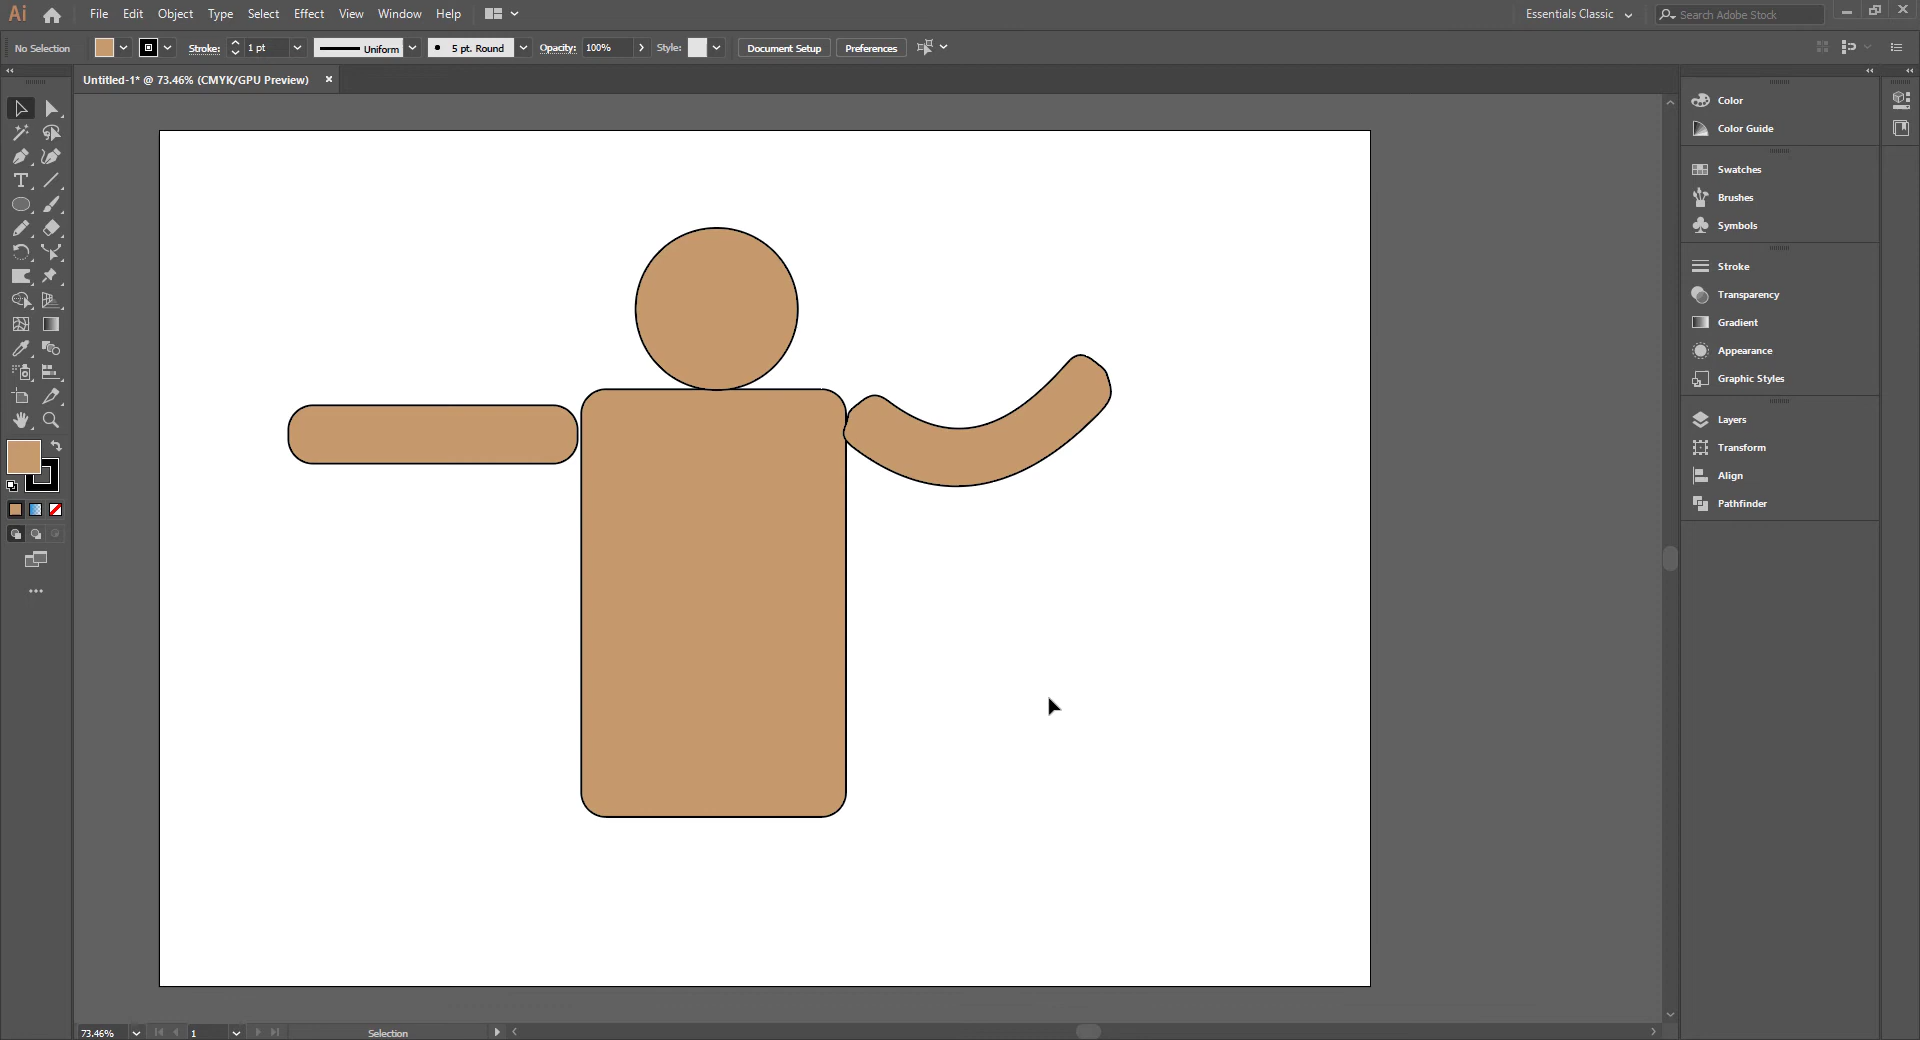 Ai File Edit Object Type Select Effect View Window Help Essentials Classic Search Adobe Stock
No Selection Stroke: 1 pt Uniform 5 pt. Round Opacity: 100% Style: Document Setup Preferences
Untitled-1* @ 73.46% (CMYK/GPU Preview)
Color
Color Guide
Swatches
Brushes
Symbols
Stroke
Transparency
Gradient
Appearance
Graphic Styles
Layers
Transform
Align
Pathfinder
73.46% 1 Selection